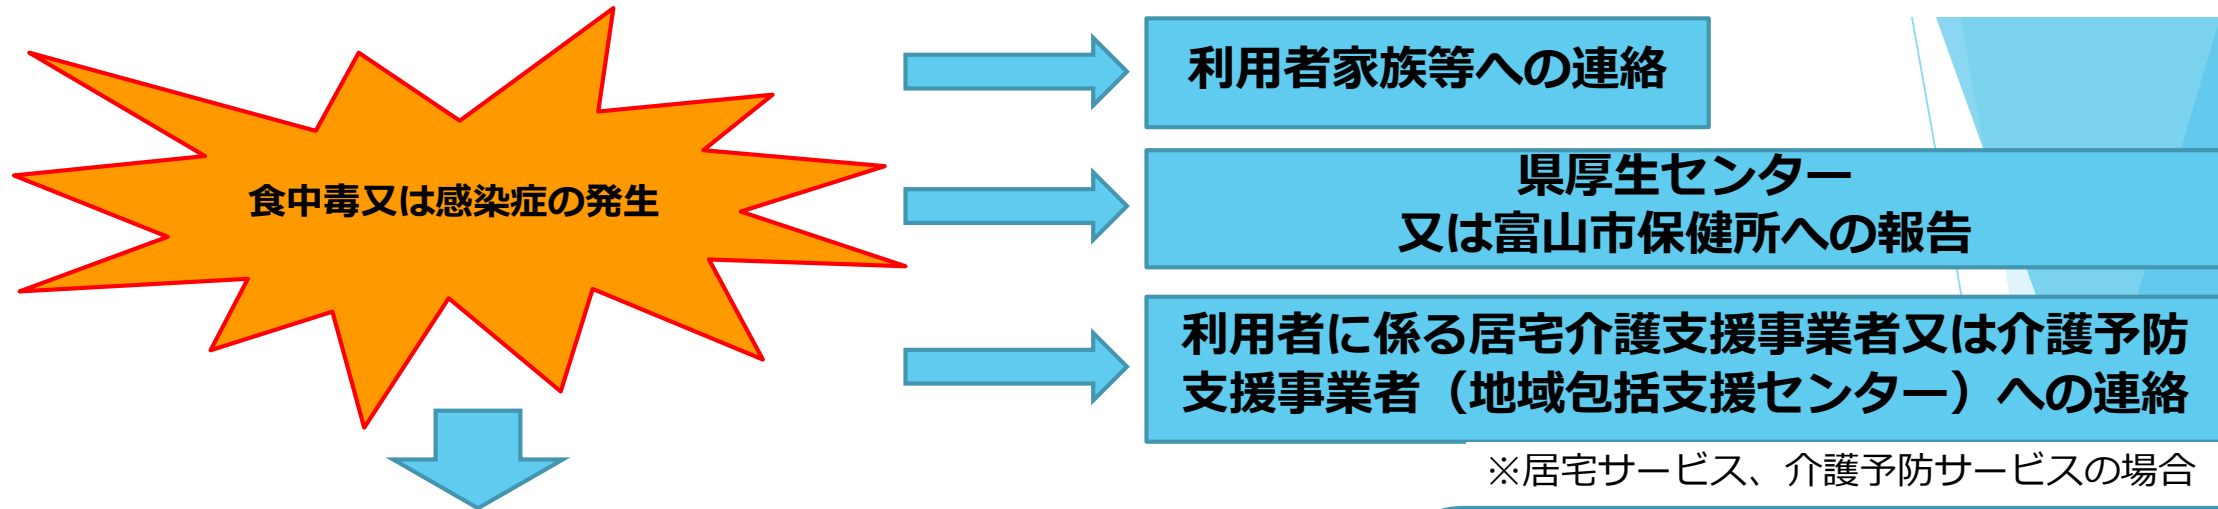 利用者家族等への連絡
食中毒又は感染症の発生
県厚生センター
又は富山市保健所への報告
利用者に係る居宅介護支援事業者又は介護予防
支援事業者（地域包括支援センター）への連絡
※居宅サービス、介護予防サービスの場合